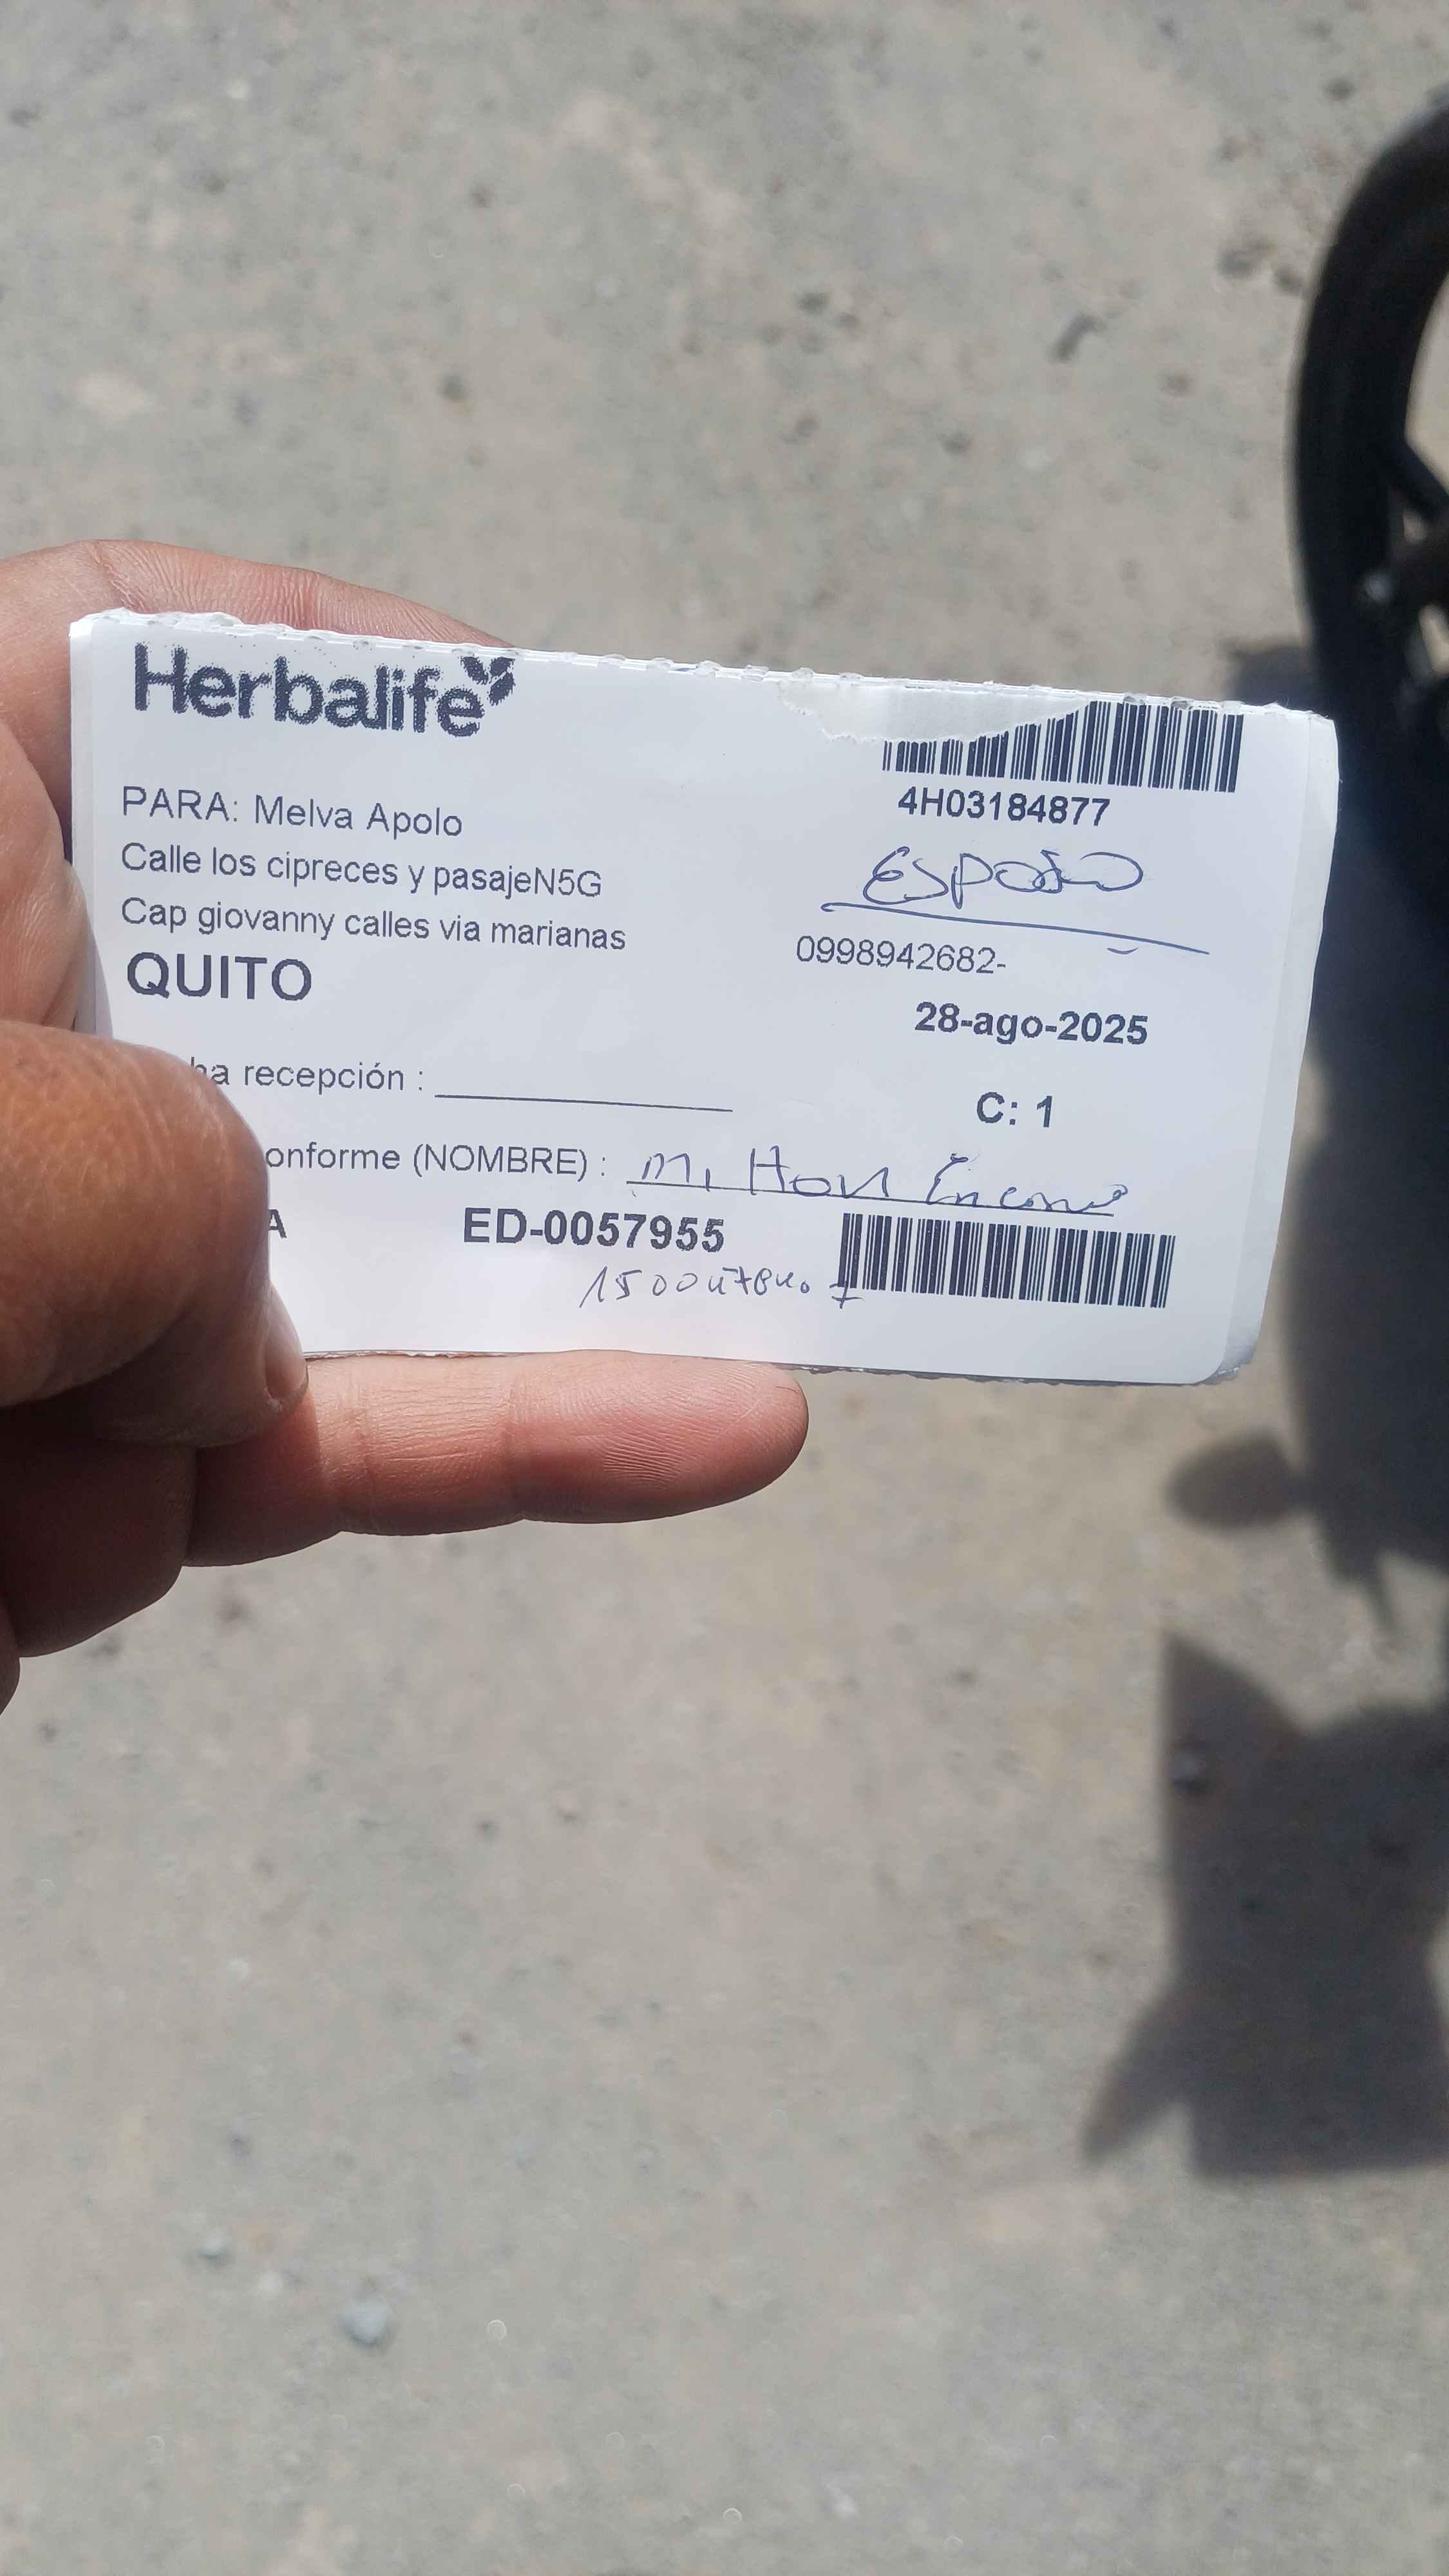 Herbalife
4H03184877
PARA: Melva Apolo
Calle los cipreces y pasajeN5G
Esposo
Cap giovanny calles via marianas
0998942682-
QUITO
28-ago-2025
ha recepción :
C: 1
onforme (NOMBRE) :
A ED-0057955